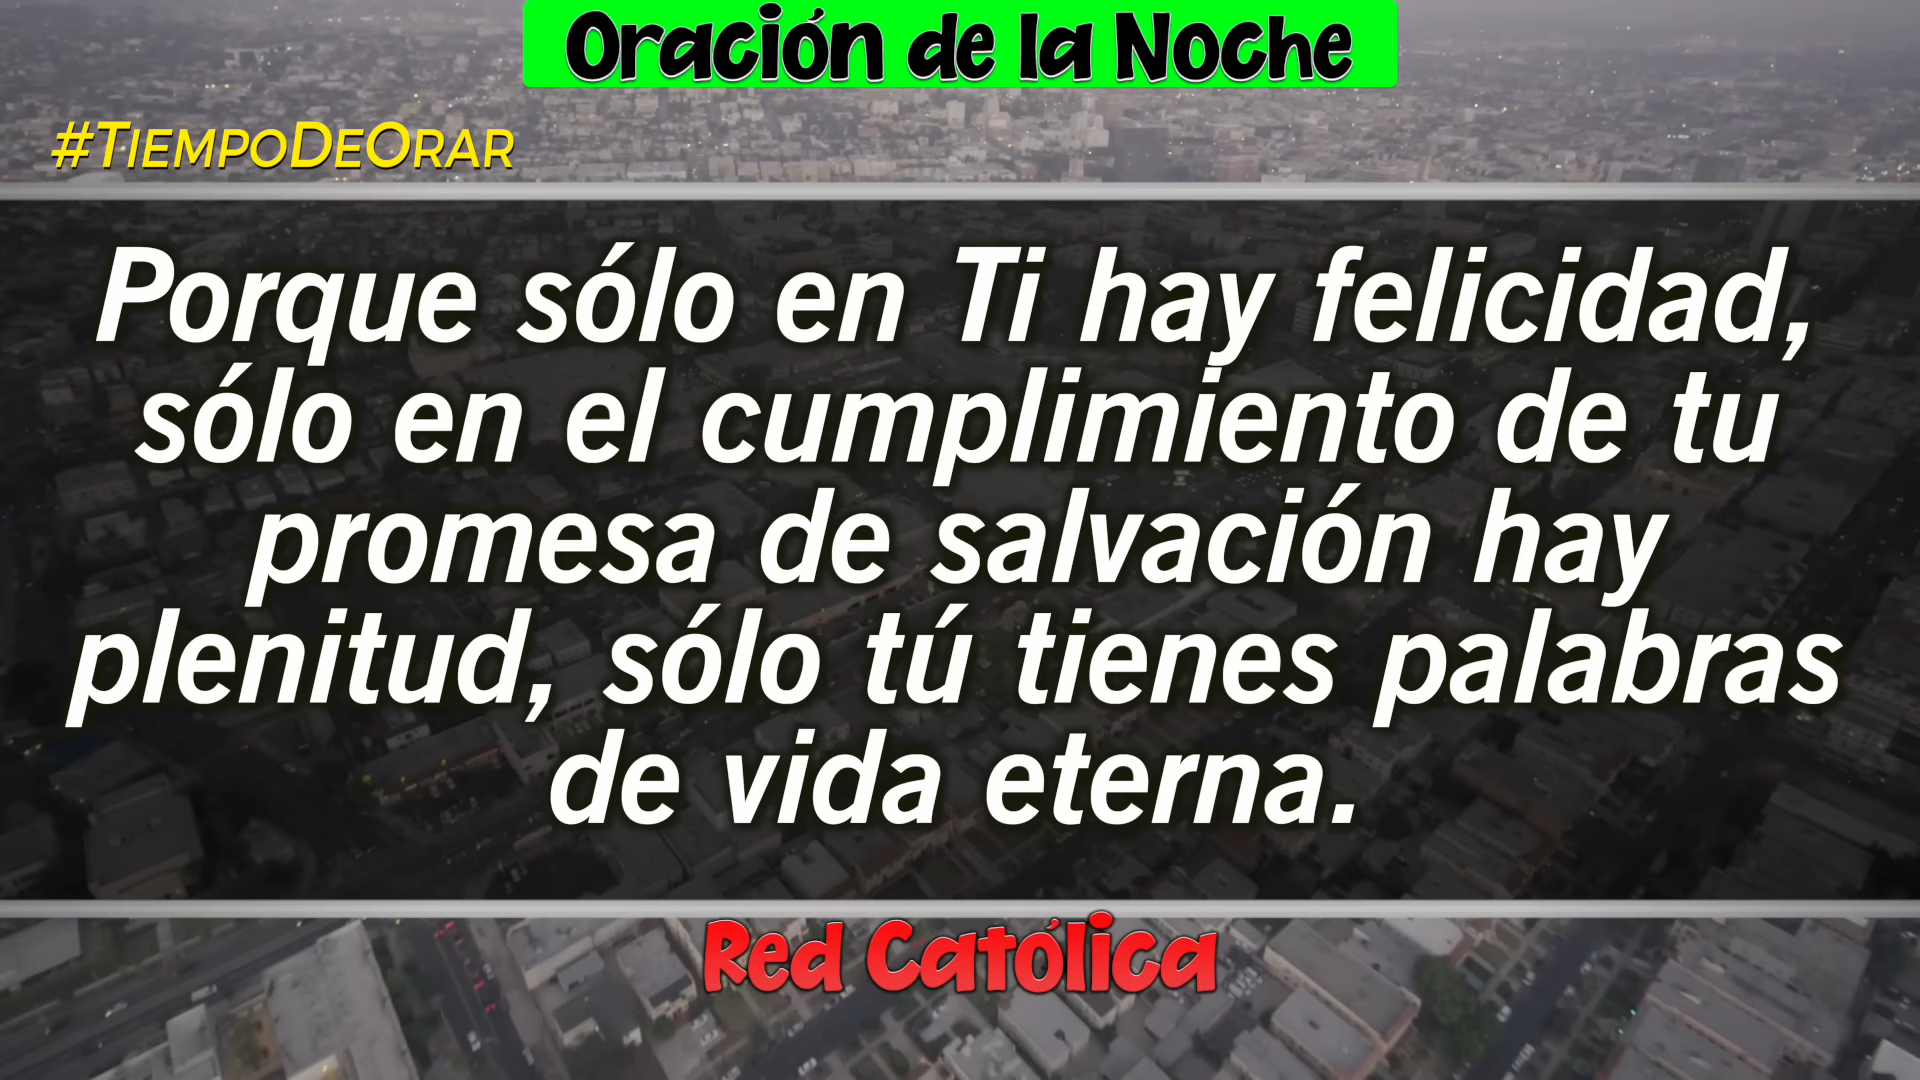 Oración de la Noche
#TiempoDeOrar
Porque sólo en Ti hay felicidad,
sólo en el cumplimiento de tu
promesa de salvación hay
plenitud, sólo tú tienes palabras
de vida eterna.
Red Católica